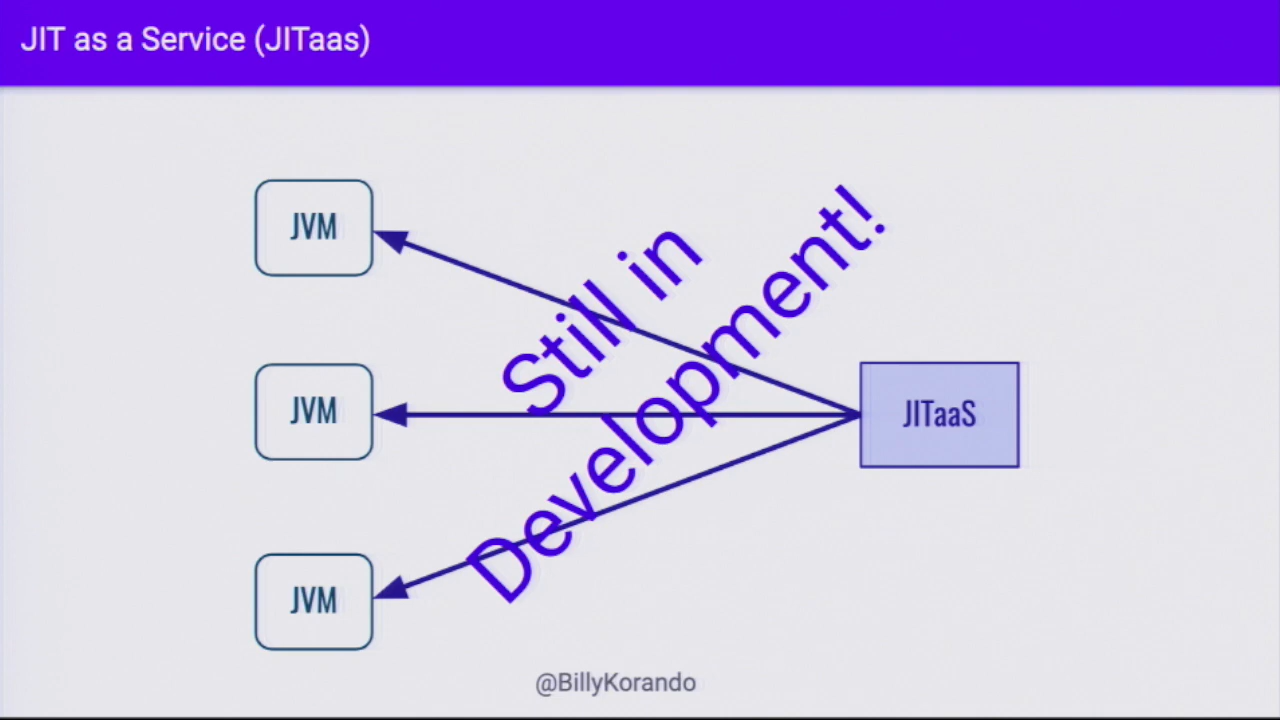 JIT as a Service (JITaas)
JVM
Still in
Development!
JVM
JITaaS
JVM
@BillyKorando